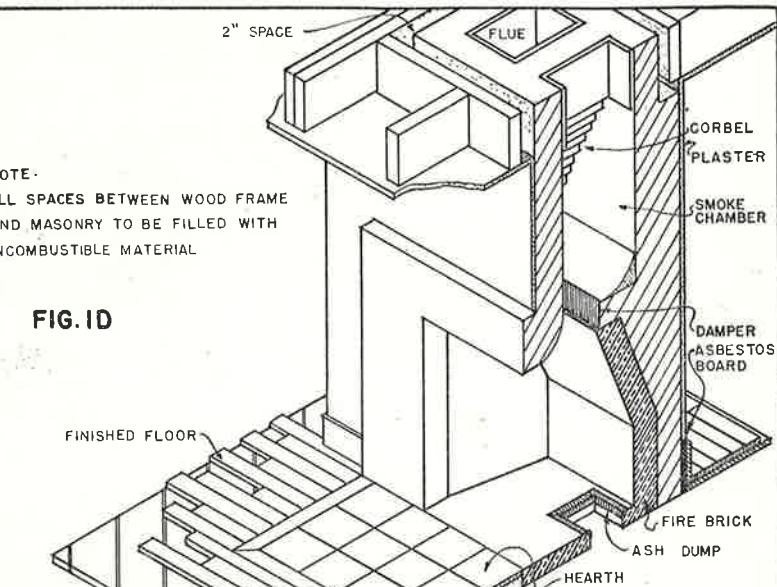 2" SPACE
FLUE
CORBEL
PLASTER
SMOKE
CHAMBER
OTE.
LL SPACES BETWEEN WOOD FRAME
ND MASONRY TO BE FILLED WITH
NCOMBUSTIBLE MATERIAL
FIG. 1D
DAMPER
ASBESTOS
BOARD
FINISHED FLOOR
FIRE BRICK
ASH DUMP
HEARTH